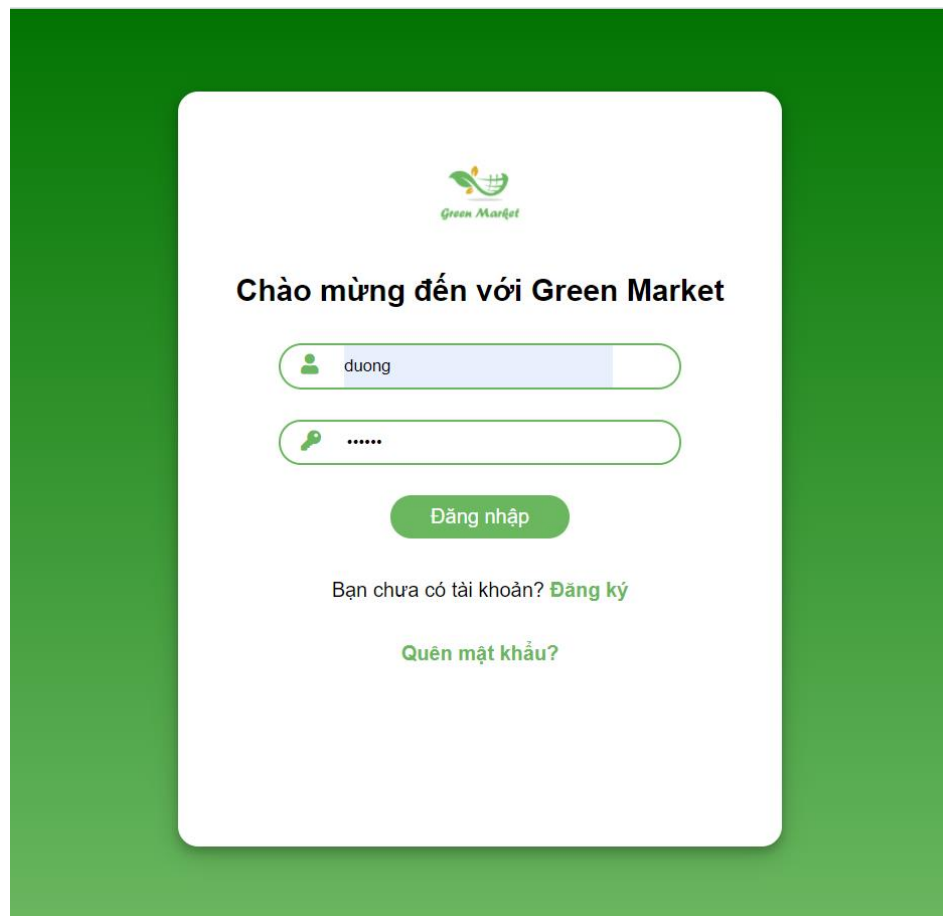 Green Market
Chào mừng đến với Green Market
duong
••••••
Đăng nhập
Bạn chưa có tài khoản? Đăng ký
Quên mật khẩu?